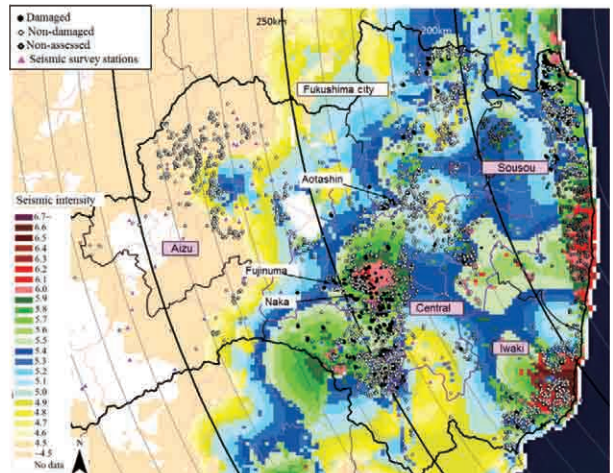 Damaged
Non-damaged
Non-assessed
Seismic survey stations
250km
200km
Fukushima city
Aotashin
Sousou
Seismic intensity
6.7~
6.6
6.5
6.4
6.3
6.2
6.1
6.0
5.9
5.8
5.7
5.6
5.5
5.4
5.3
5.2
5.1
5.0
4.9
4.8
4.7
4.6
4.5
~4.5
No data
Aizu
Fujinuma
Naka
Central
Iwaki
N